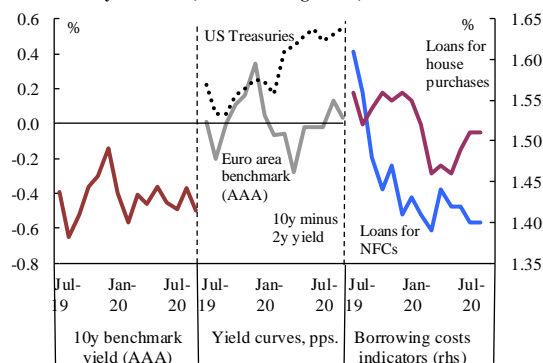 %
%
0.6
0.4
0.2
0.0
-0.2
-0.4
-0.6
-0.8
1.65
1.60
1.55
1.50
1.45
1.40
1.35
US Treasuries
Euro area
benchmark
(AAA)
10y minus
2y yield
Loans for
house
purchases
Loans for
NFCs
Jul-
19
Jan-
20
Jul-
20
Jul-
19
Jan-
20
Jul-
20
Jul-
19
Jan-
20
Jul-
20
10y benchmark
yield (AAA)
Yield curves, pps.
Borrowing costs
indicators (rhs)